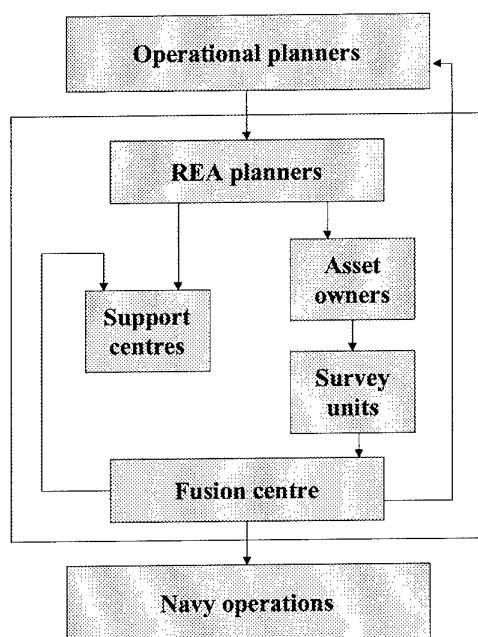 Operational planners
REA planners
Asset
owners
Support
centres
Survey
units
Fusion centre
Navy operations